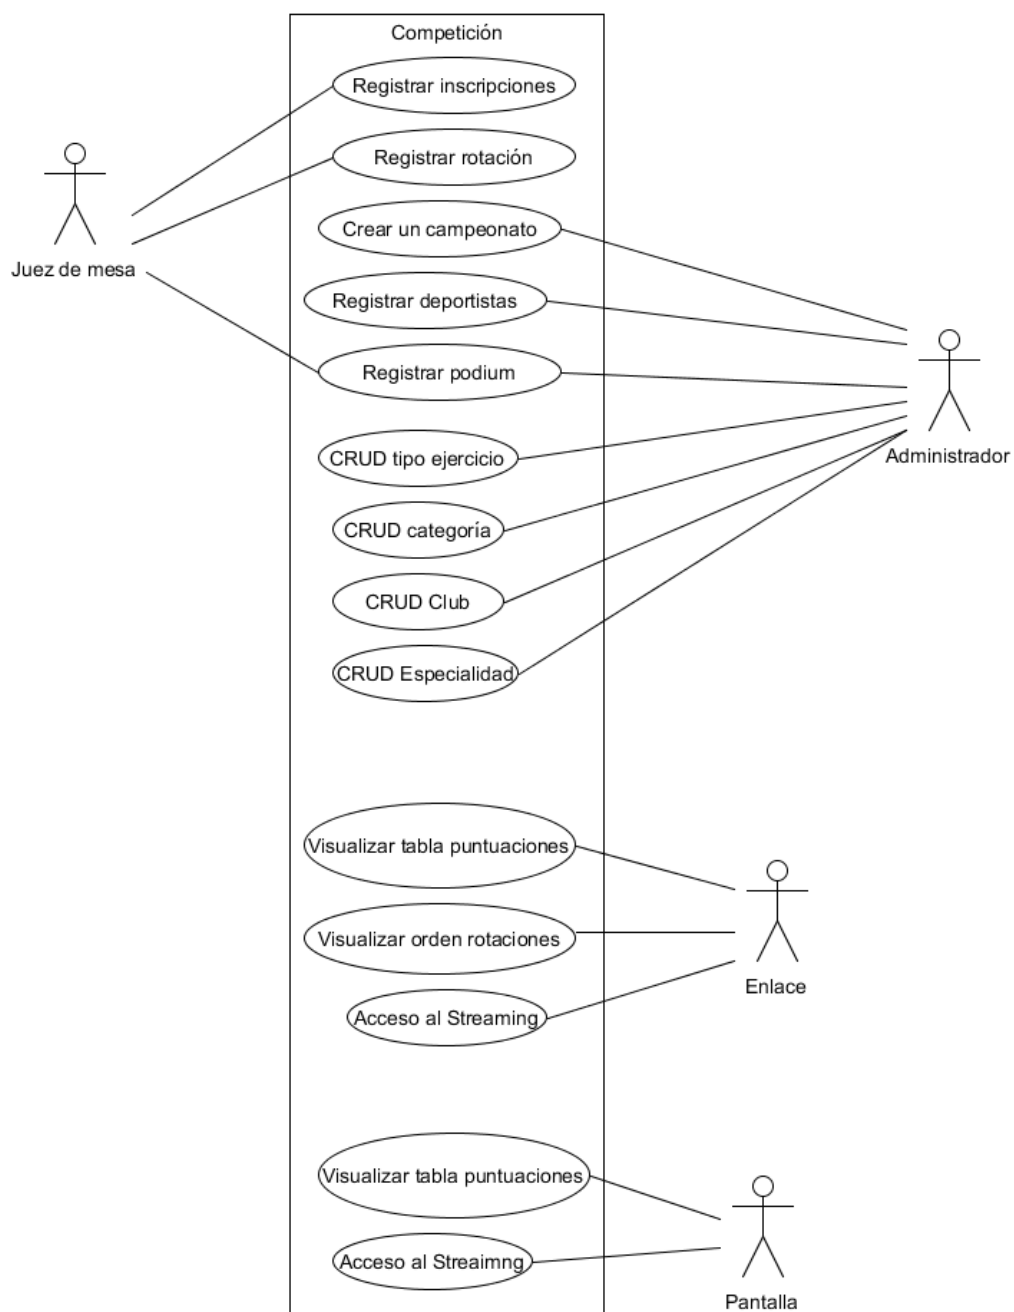 Competición
Registrar inscripciones
Registrar rotación
Crear un campeonato
Juez de mesa
Registrar deportistas
Registrar podium
CRUD tipo ejercicio
Administrador
CRUD categoría
CRUD Club
CRUD Especialidad
Visualizar tabla puntuaciones
Visualizar orden rotaciones
Enlace
Acceso al Streaming
Visualizar tabla puntuaciones
Acceso al Streaimng
Pantalla